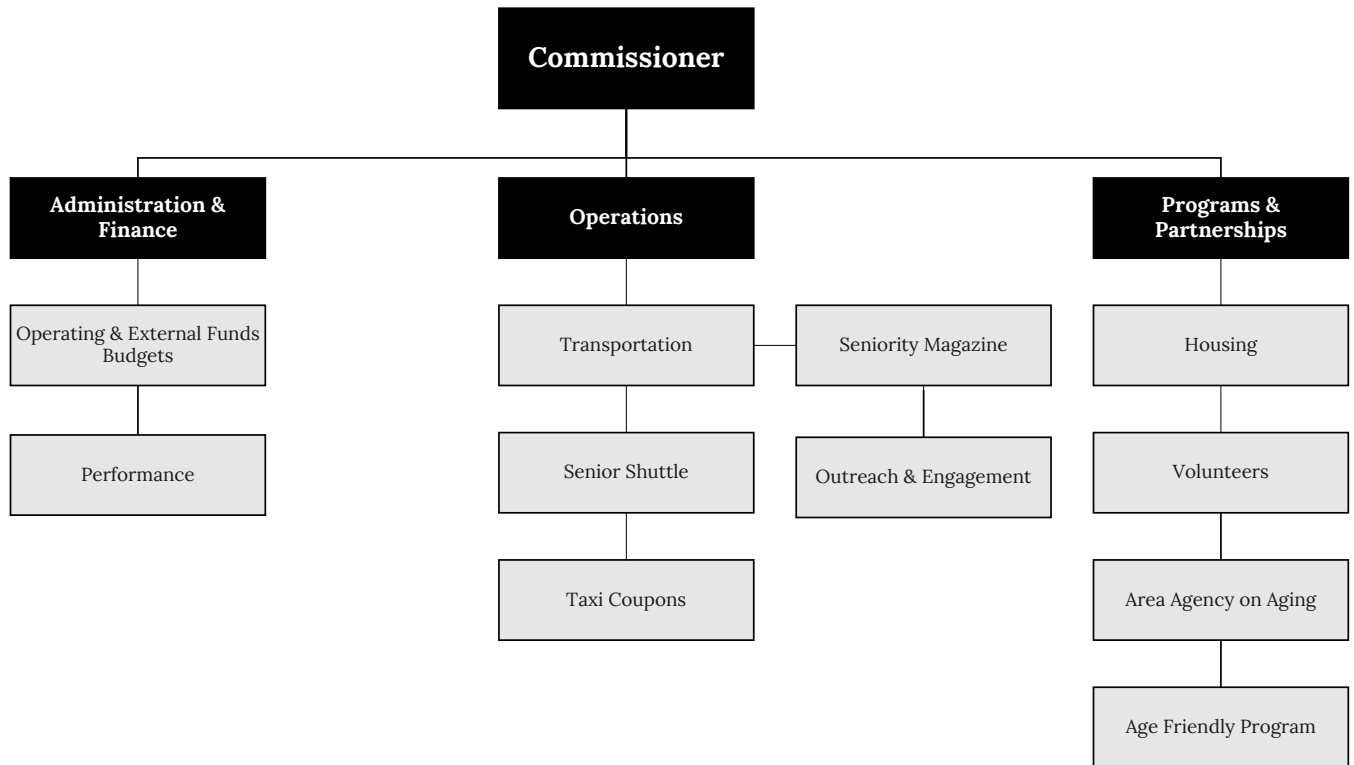 Commissioner
Administration &
Finance
Operations
Programs &
Partnerships
Operating & External Funds
Budgets
Transportation
Seniority Magazine
Housing
Performance
Senior Shuttle
Outreach & Engagement
Volunteers
Taxi Coupons
Area Agency on Aging
Age Friendly Program